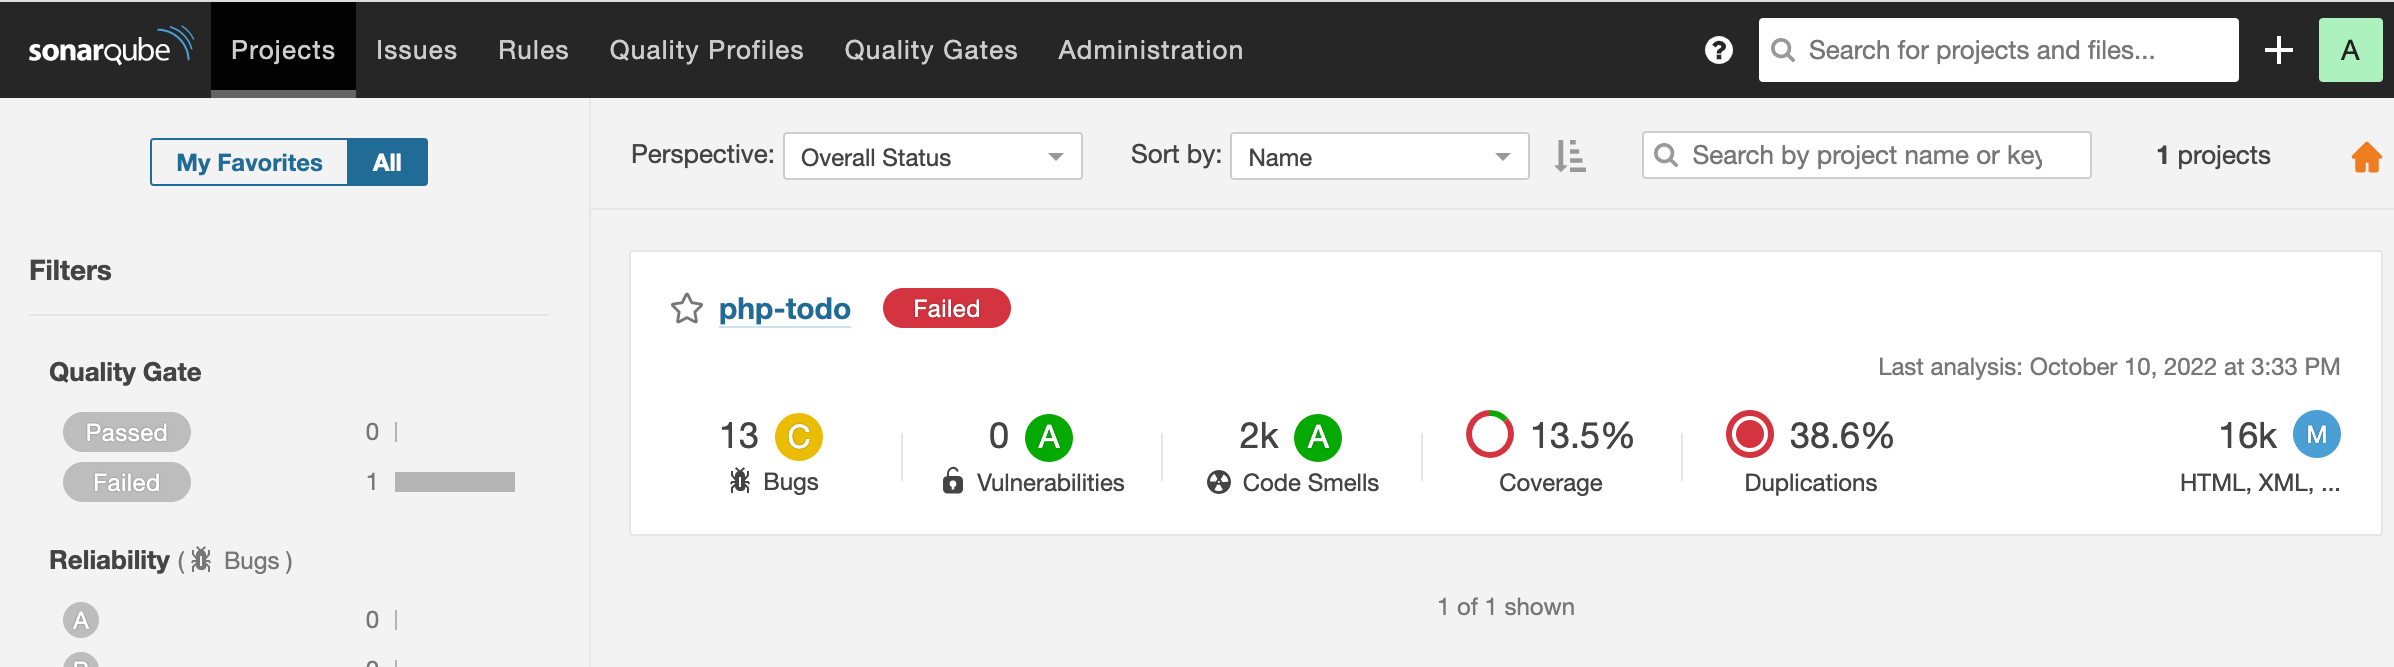 sonarqube Projects Issues Rules Quality Profiles Quality Gates Administration ? Search for projects and files... A
My Favorites All
Perspective: Overall Status Sort by: Name Search by project name or key 1 projects
Filters
php-todo Failed
Last analysis: October 10, 2022 at 3:33 PM
Quality Gate
Passed 0
Failed 1
13 C 0 A 2k A 13.5% 38.6% 16k M
Bugs Vulnerabilities Code Smells Coverage Duplications HTML, XML, ...
Reliability ( Bugs )
A 0
1 of 1 shown